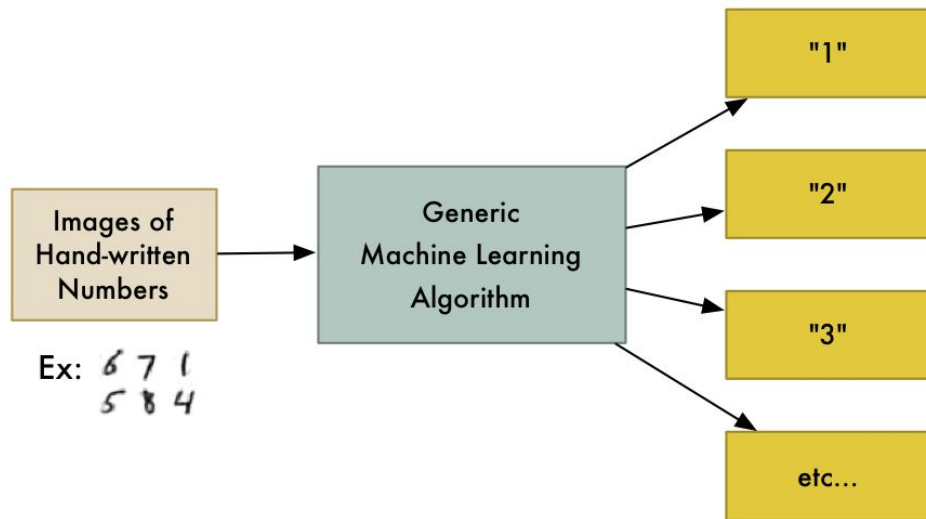 Images of
Hand-written
Numbers
Ex: 6 7 1
5 8 4
Generic
Machine Learning
Algorithm
"1"
"2"
"3"
etc...